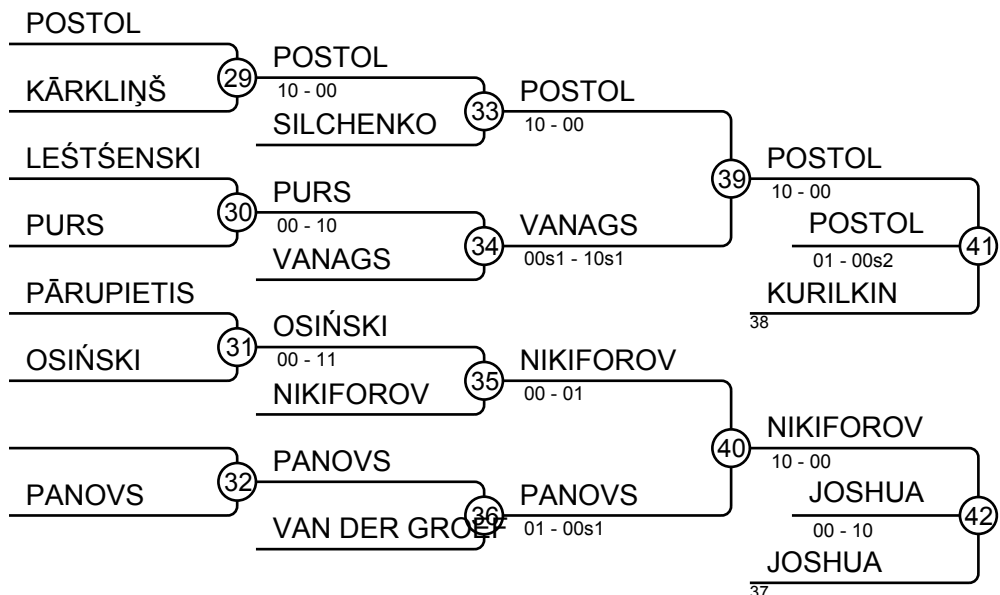 POSTOL
KĀRKLIŅŠ
29
POSTOL
10 - 00
SILCHENKO
33
POSTOL
10 - 00
LEŚTŚENSKI
PURS
30
PURS
00 - 10
VANAGS
34
VANAGS
00s1 - 10s1
39
POSTOL
10 - 00
POSTOL
01 - 00s2
41
KURILKIN
38
PĀRUPIETIS
OSIŃSKI
31
OSIŃSKI
00 - 11
NIKIFOROV
35
NIKIFOROV
00 - 01
PANOVS
32
PANOVS
VAN DER GROEF
36
PANOVS
01 - 00s1
40
NIKIFOROV
10 - 00
JOSHUA
00 - 10
42
JOSHUA
37